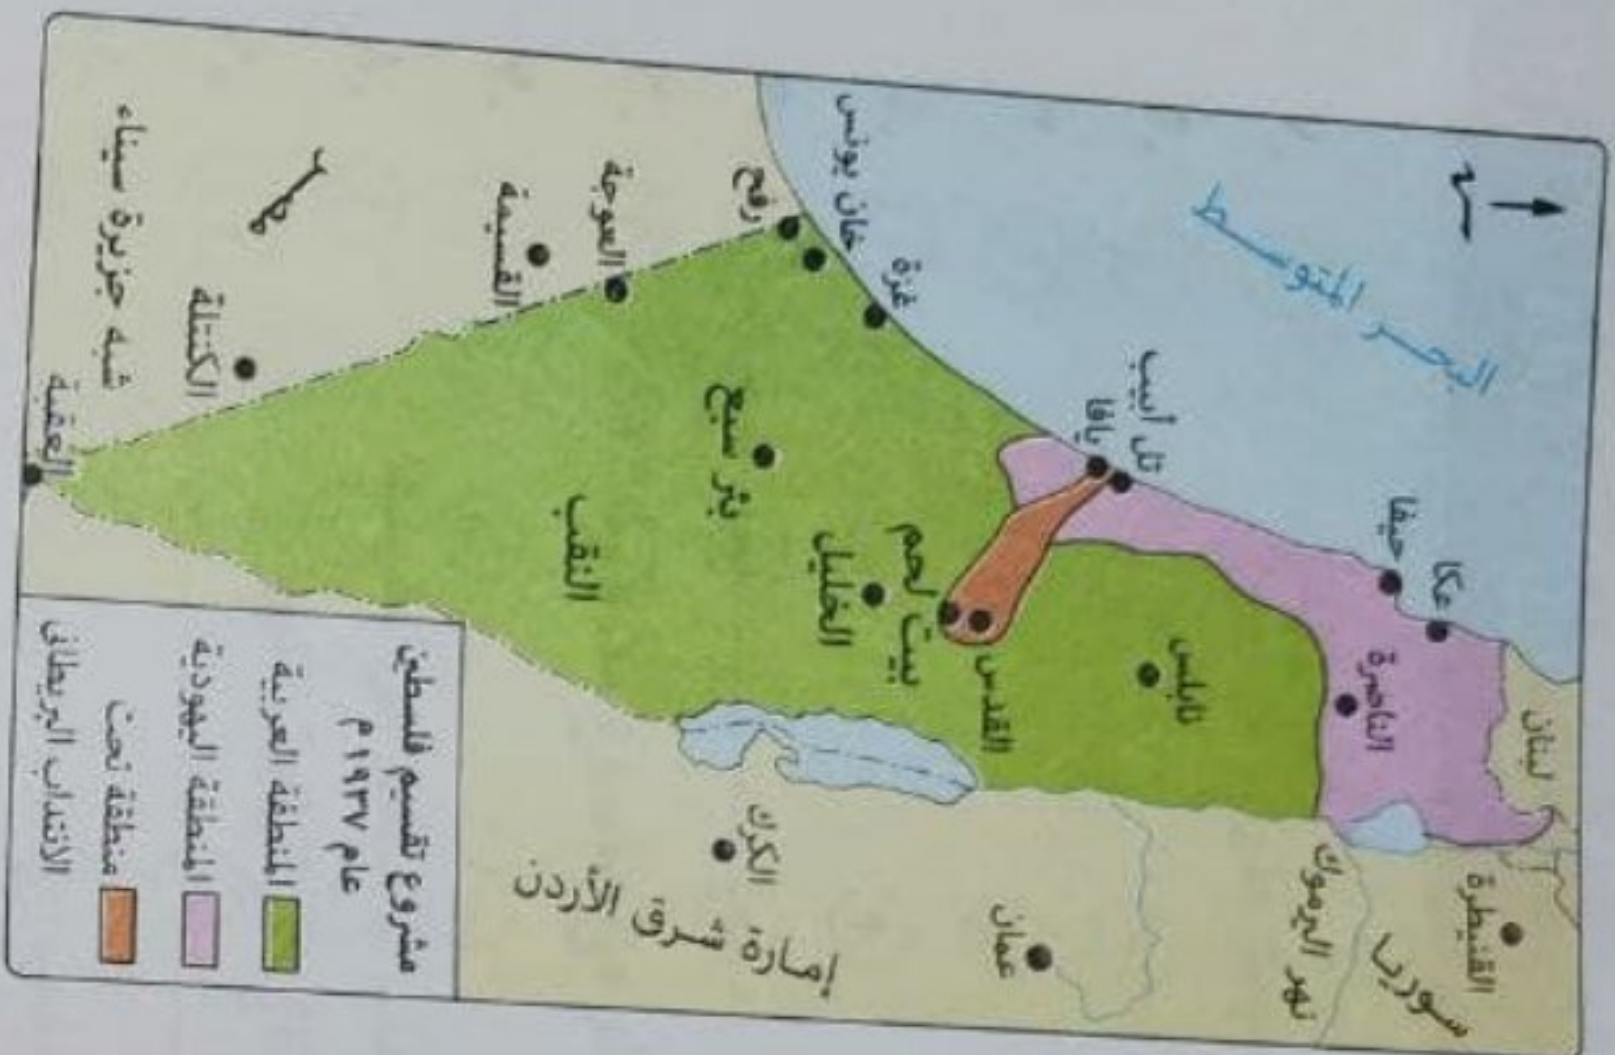 ش
البحر المتوسط
لبنان
عكا
حيفا
الناصرة
القنيطرة
سوريا
نهر اليرموك
تل أبيب
يافا
نابلس
القدس
بيت لحم
الخليل
عمان
إمارة شرق الأردن
الكرك
غزة
خان يونس
رفح
بئر سبع
النقب
العوجة
القسيمة
مصر
الكنتلة
شبه جزيرة سيناء
العقبة
مشروع تقسيم فلسطين
عام ١٩٣٧م
المنطقة العربية
المنطقة اليهودية
منطقة تحت
الانتداب البريطاني